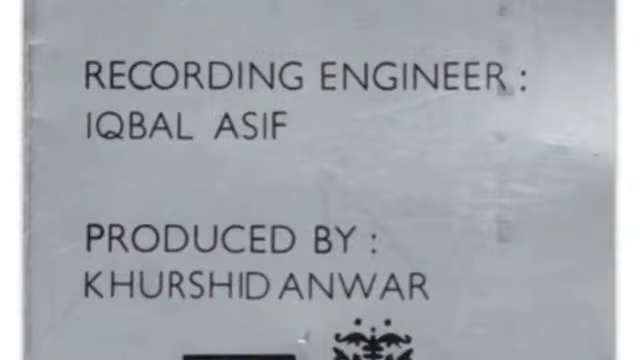 RECORDING ENGINEER :
IQBAL ASIF
PRODUCED BY :
KHURSHID ANWAR